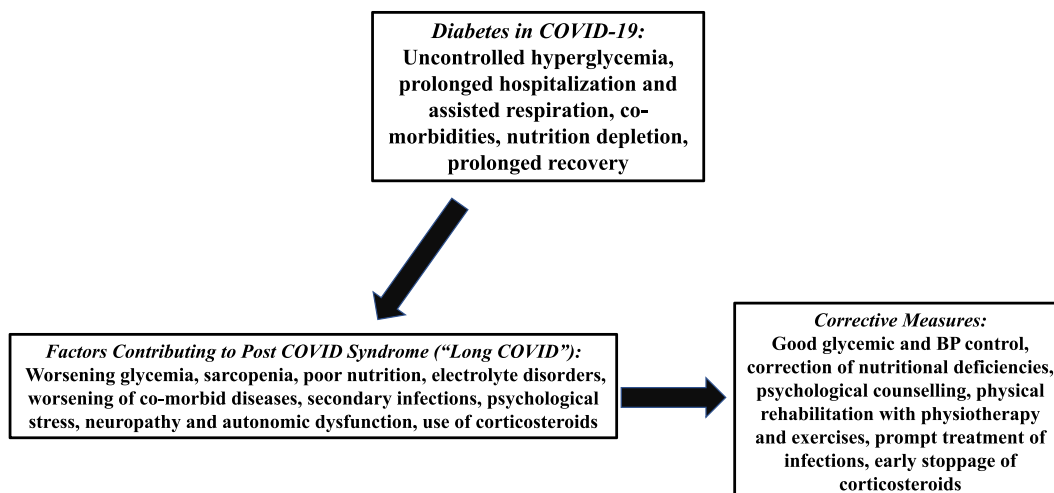 Diabetes in COVID-19:
Uncontrolled hyperglycemia,
prolonged hospitalization and
assisted respiration, co-
morbidities, nutrition depletion,
prolonged recovery
Factors Contributing to Post COVID Syndrome (“Long COVID”):
Worsening glycemia, sarcopenia, poor nutrition, electrolyte disorders,
worsening of co-morbid diseases, secondary infections, psychological
stress, neuropathy and autonomic dysfunction, use of corticosteroids
Corrective Measures:
Good glycemic and BP control,
correction of nutritional deficiencies,
psychological counselling, physical
rehabilitation with physiotherapy
and exercises, prompt treatment of
infections, early stoppage of
corticosteroids